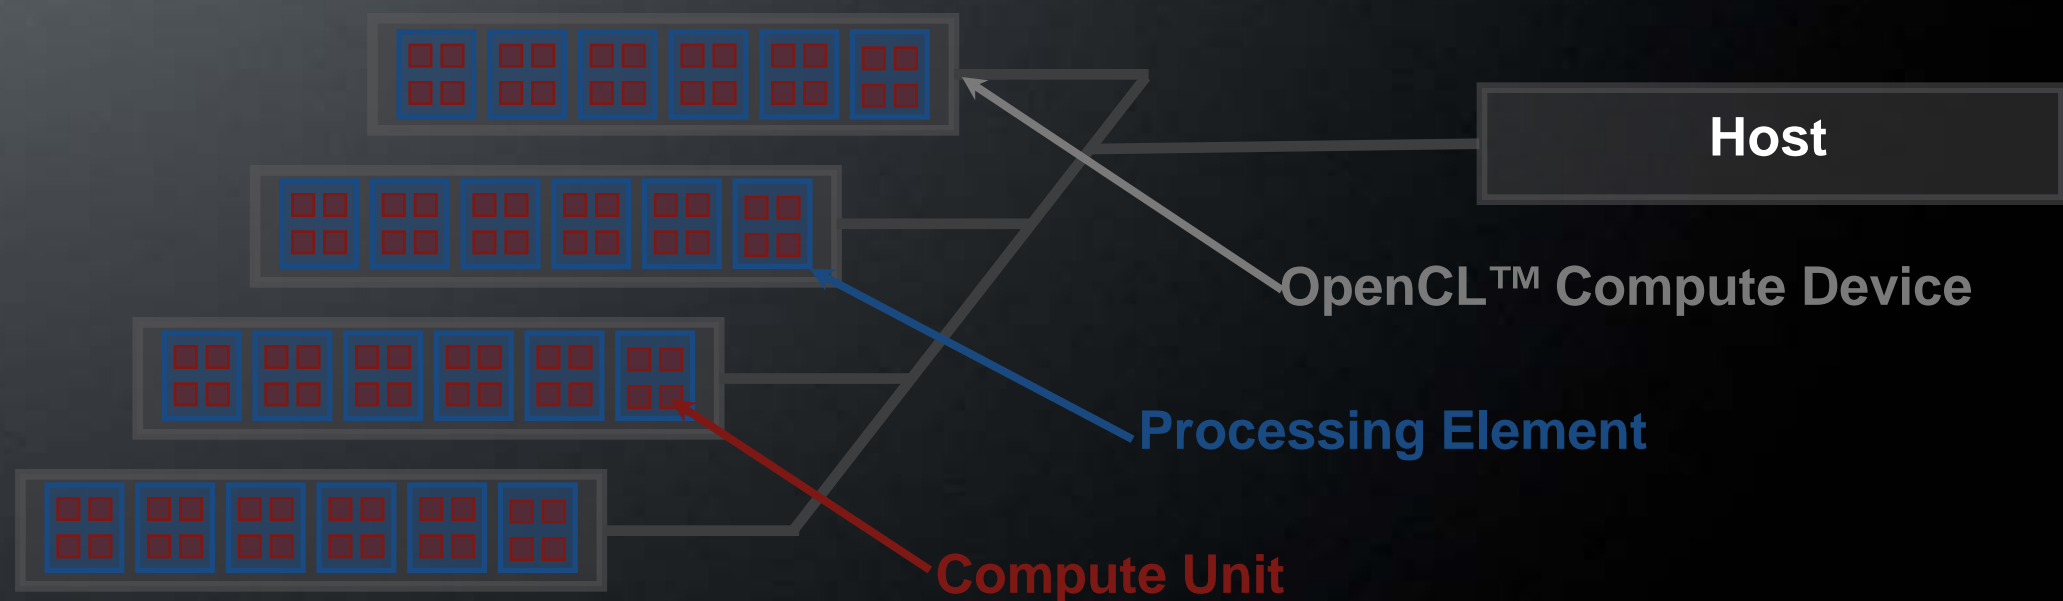 Host
OpenCL™ Compute Device
Processing Element
Compute Unit